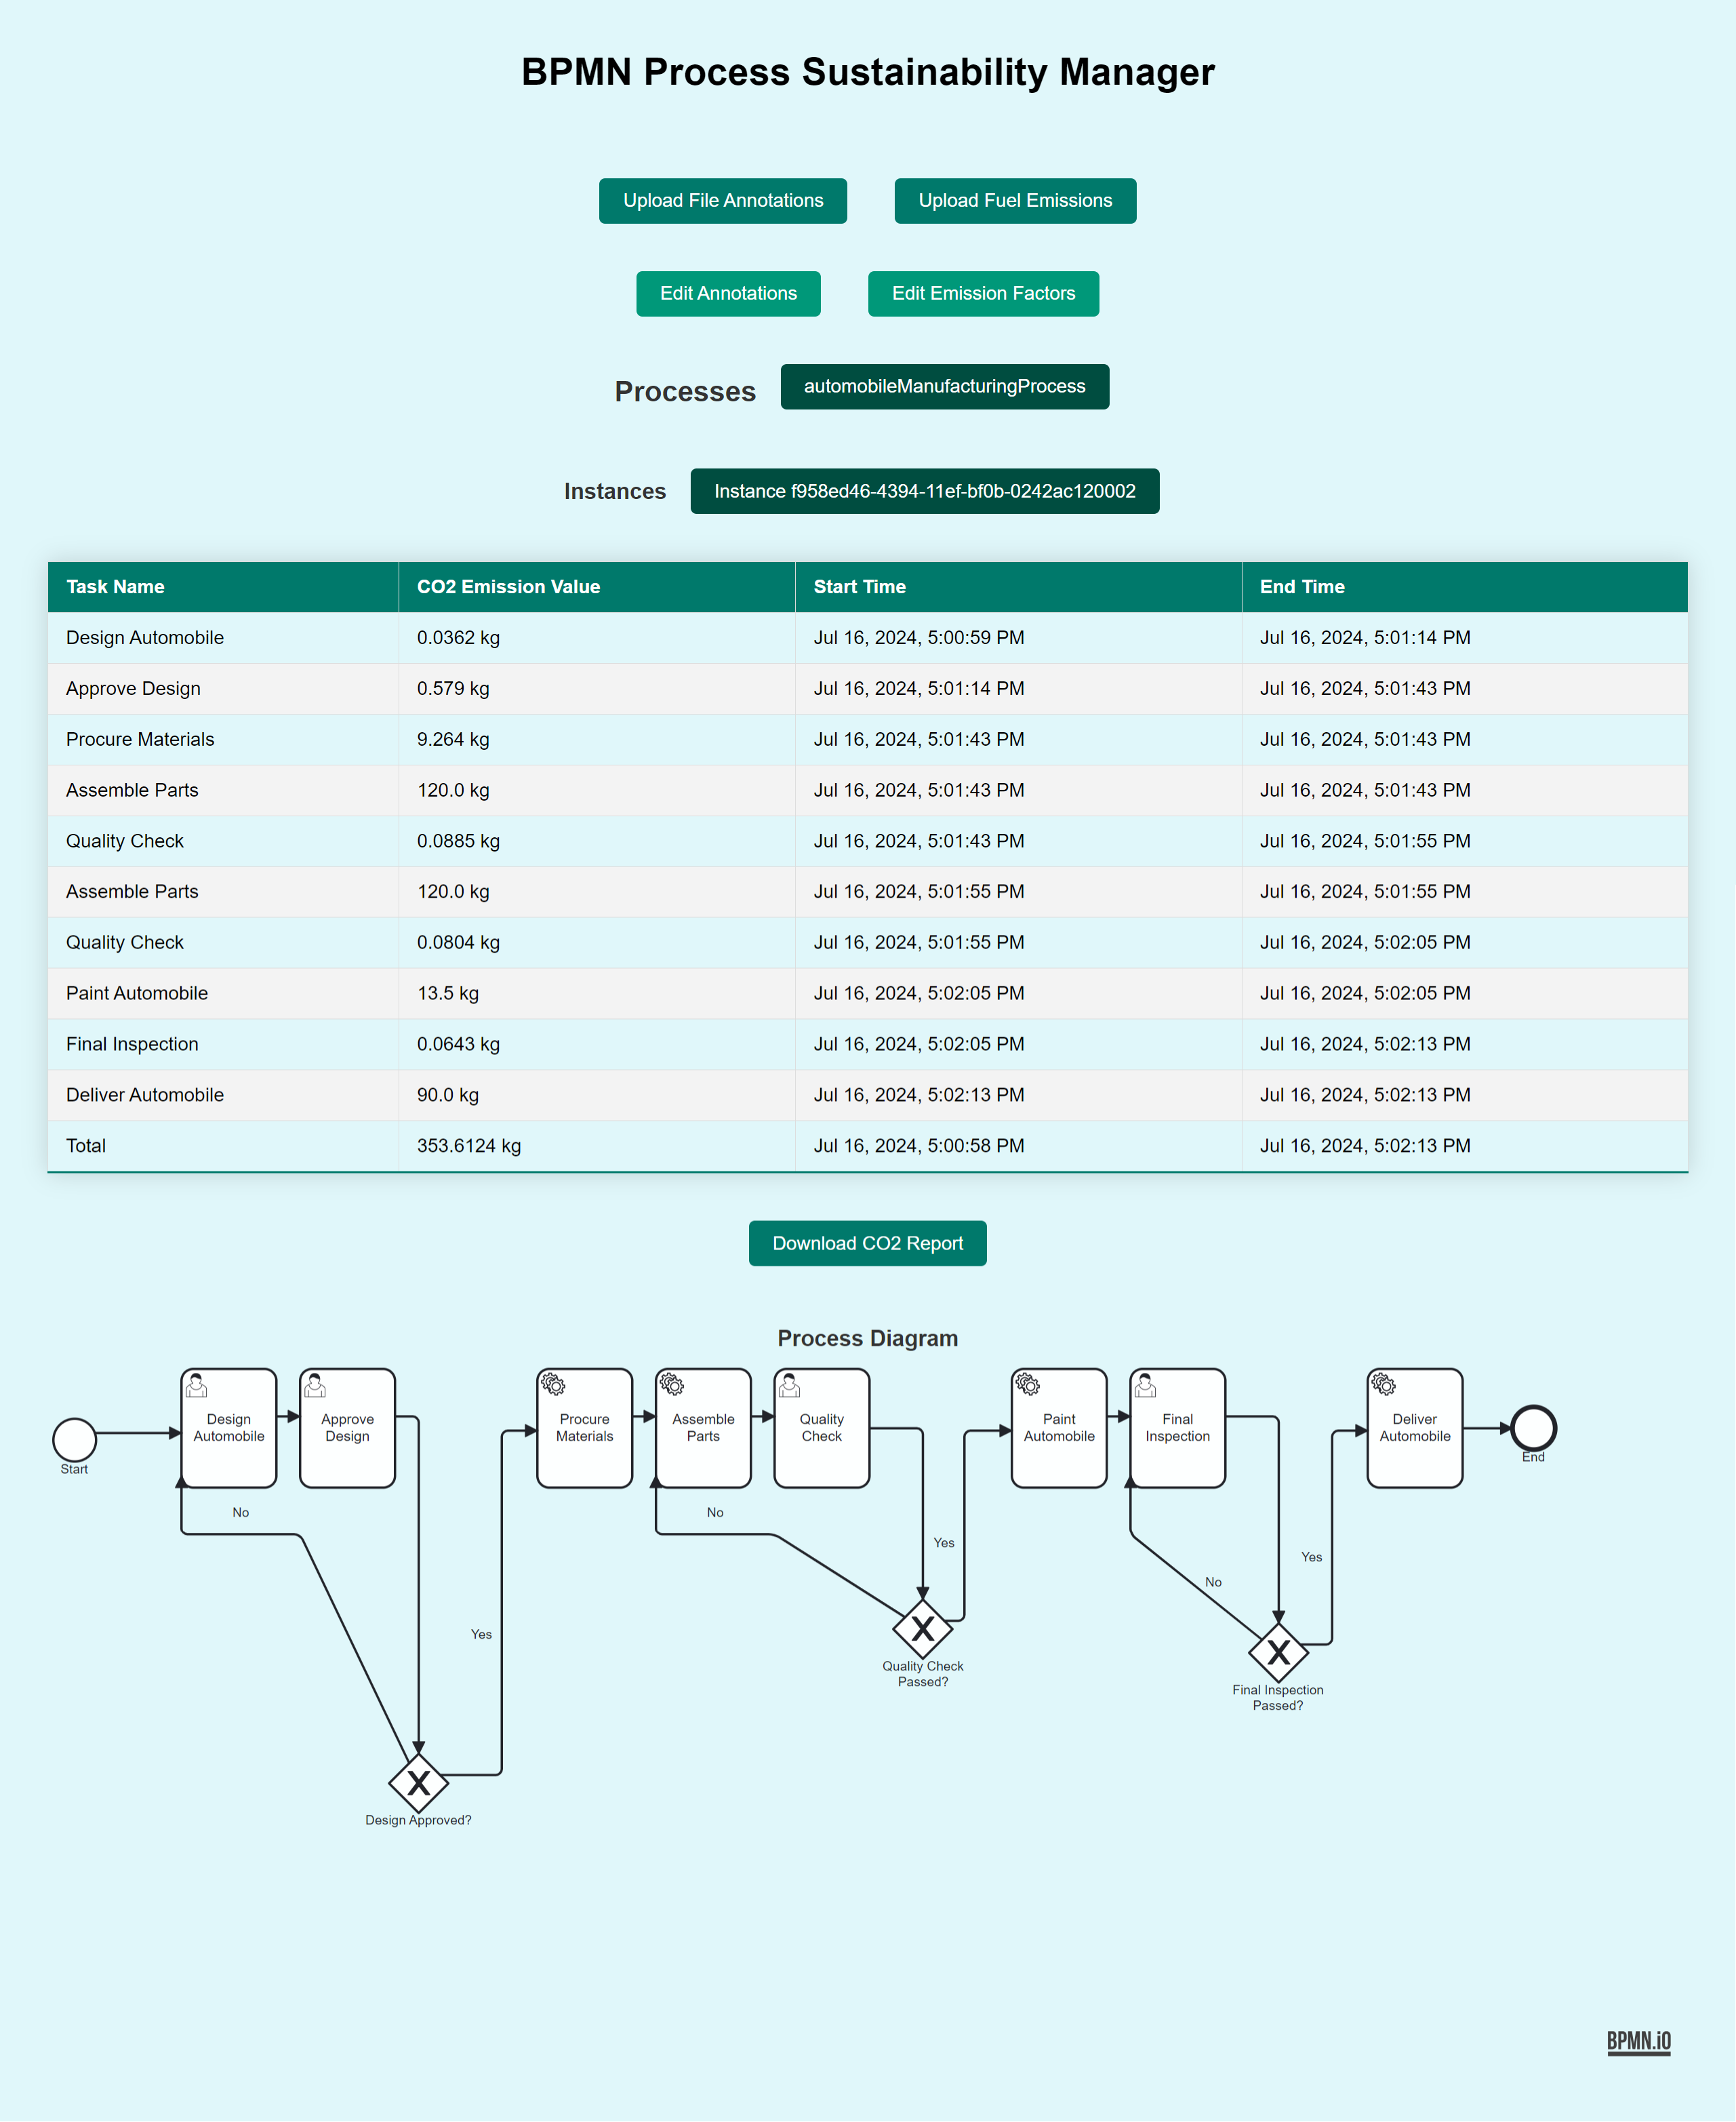 BPMN Process Sustainability Manager
Upload File Annotations
Upload Fuel Emissions
Edit Annotations
Edit Emission Factors
Processes
automobileManufacturingProcess
Instances
Instance f958ed46-4394-11ef-bf0b-0242ac120002
Task Name CO2 Emission Value Start Time End Time
Design Automobile 0.0362 kg Jul 16, 2024, 5:00:59 PM Jul 16, 2024, 5:01:14 PM
Approve Design 0.579 kg Jul 16, 2024, 5:01:14 PM Jul 16, 2024, 5:01:43 PM
Procure Materials 9.264 kg Jul 16, 2024, 5:01:43 PM Jul 16, 2024, 5:01:43 PM
Assemble Parts 120.0 kg Jul 16, 2024, 5:01:43 PM Jul 16, 2024, 5:01:43 PM
Quality Check 0.0885 kg Jul 16, 2024, 5:01:43 PM Jul 16, 2024, 5:01:55 PM
Assemble Parts 120.0 kg Jul 16, 2024, 5:01:55 PM Jul 16, 2024, 5:01:55 PM
Quality Check 0.0804 kg Jul 16, 2024, 5:01:55 PM Jul 16, 2024, 5:02:05 PM
Paint Automobile 13.5 kg Jul 16, 2024, 5:02:05 PM Jul 16, 2024, 5:02:05 PM
Final Inspection 0.0643 kg Jul 16, 2024, 5:02:05 PM Jul 16, 2024, 5:02:13 PM
Deliver Automobile 90.0 kg Jul 16, 2024, 5:02:13 PM Jul 16, 2024, 5:02:13 PM
Total 353.6124 kg Jul 16, 2024, 5:00:58 PM Jul 16, 2024, 5:02:13 PM
Download CO2 Report
Process Diagram
Start
Design
Automobile
Approve
Design
No
Design Approved?
Yes
Procure
Materials
Assemble
Parts
Quality
Check
No
Quality Check
Passed?
Yes
Paint
Automobile
Final
Inspection
No
Final Inspection
Passed?
Yes
Deliver
Automobile
End
BPMN.iO